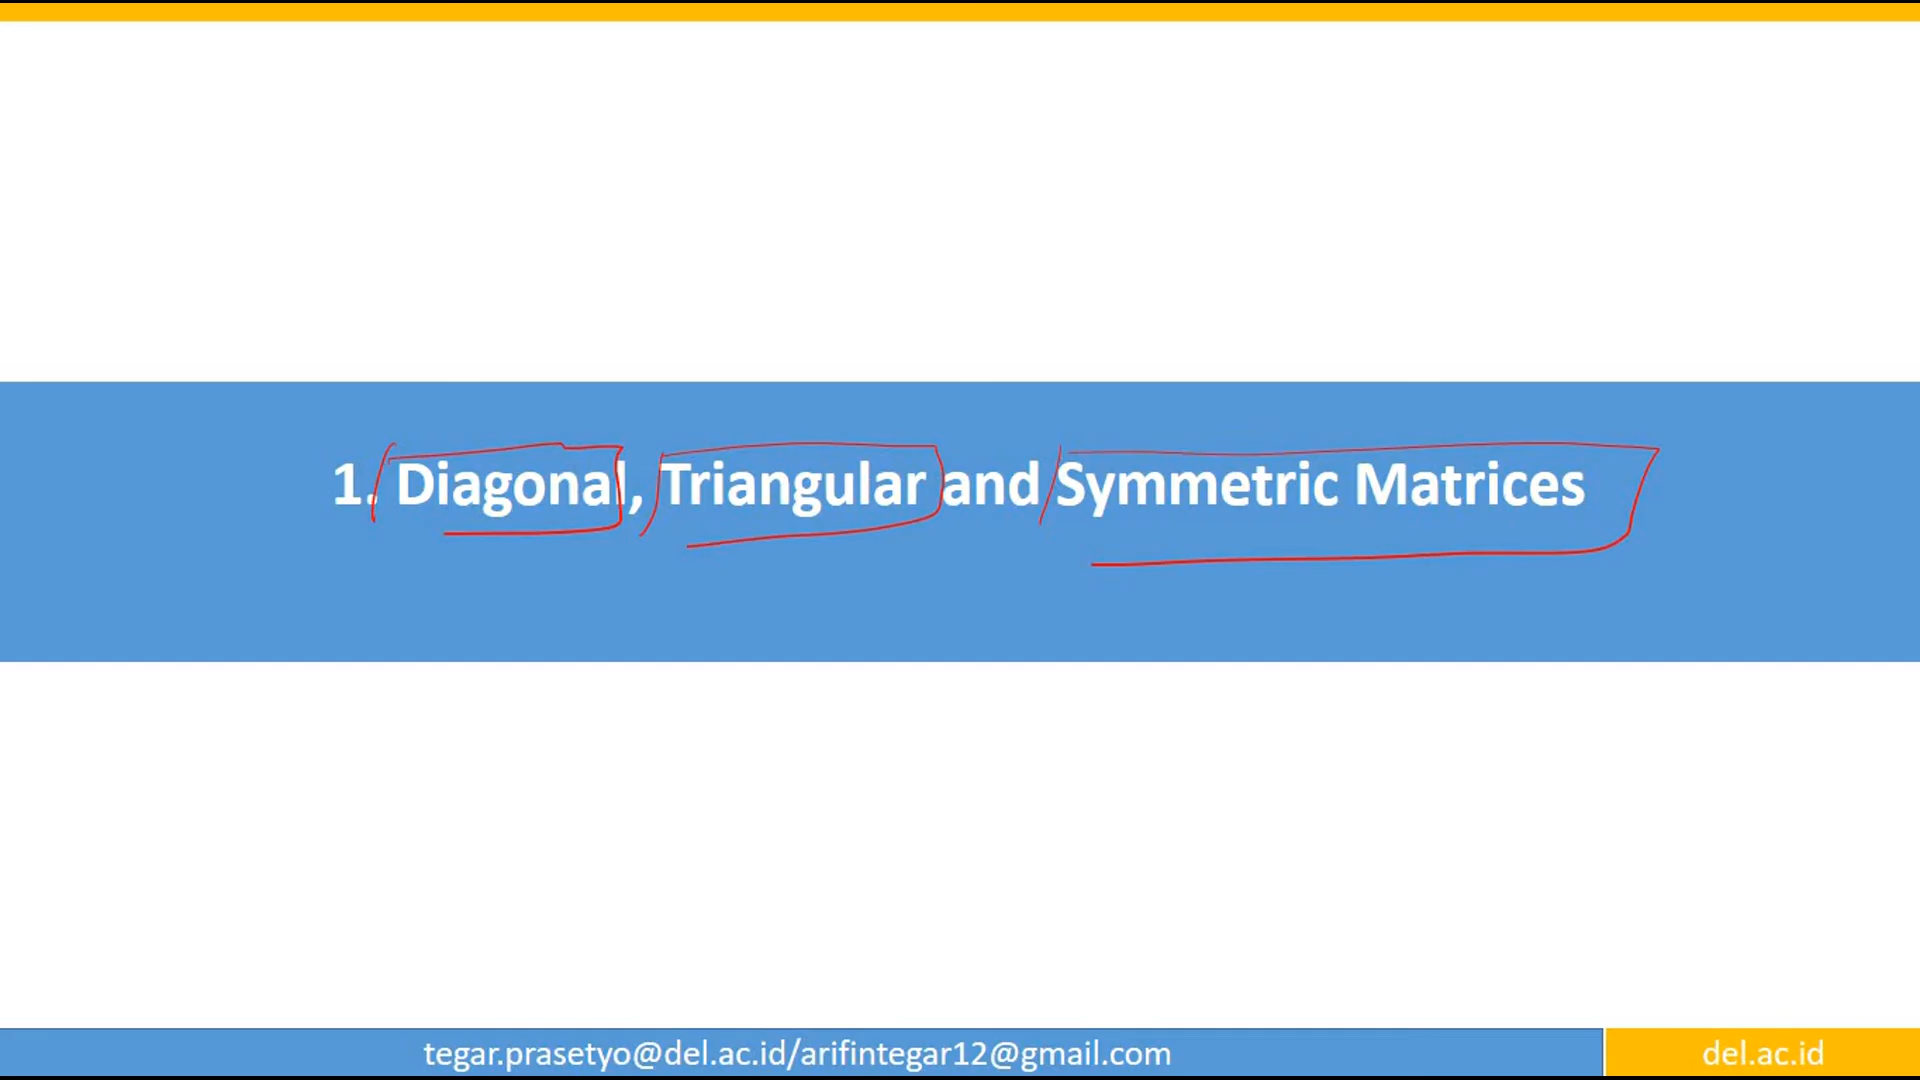 1. Diagonal, Triangular and Symmetric Matrices
tegar.prasetyo@del.ac.id/arifintegar12@gmail.com
del.ac.id